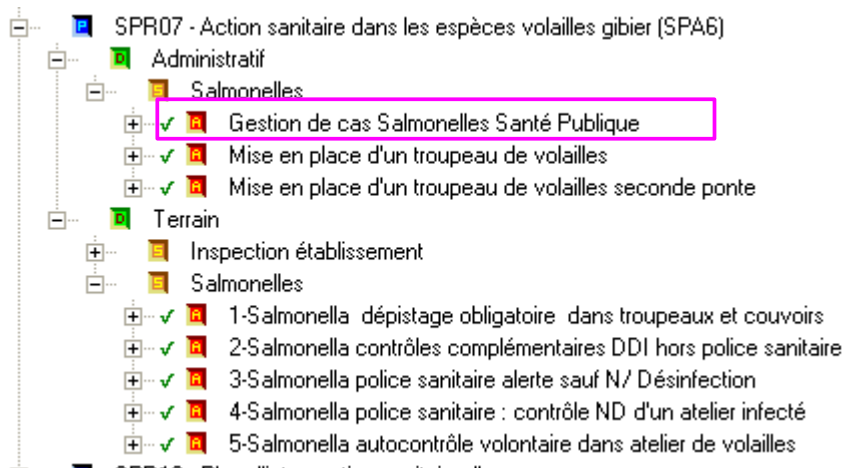 SPR07 - Action sanitaire dans les espèces volailles gibier (SPA6)
Administratif
Salmonelles
Gestion de cas Salmonelles Santé Publique
Mise en place d'un troupeau de volailles
Mise en place d'un troupeau de volailles seconde ponte
Terrain
Inspection établissement
Salmonelles
1-Salmonella dépistage obligatoire dans troupeaux et couvoirs
2-Salmonella contrôles complémentaires DDI hors police sanitaire
3-Salmonella police sanitaire alerte sauf N/ Désinfection
4-Salmonella police sanitaire : contrôle ND d'un atelier infecté
5-Salmonella autocontrôle volontaire dans atelier de volailles